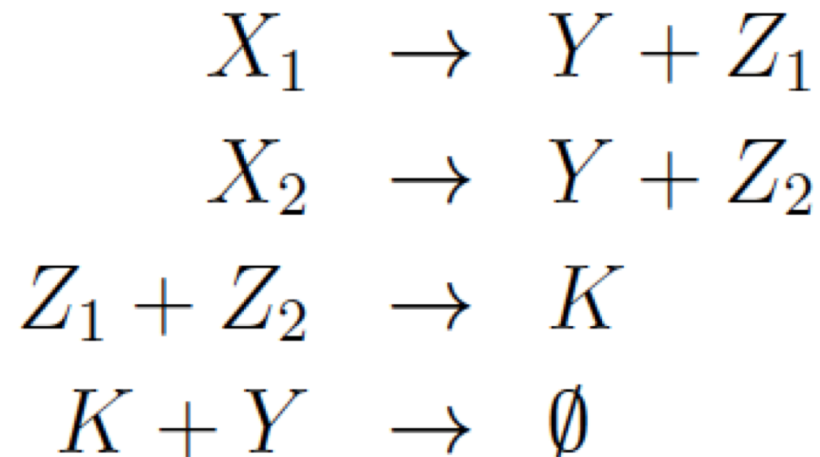 X₁ → Y + Z₁
X₂ → Y + Z₂
Z₁ + Z₂ → K
K + Y → ∅